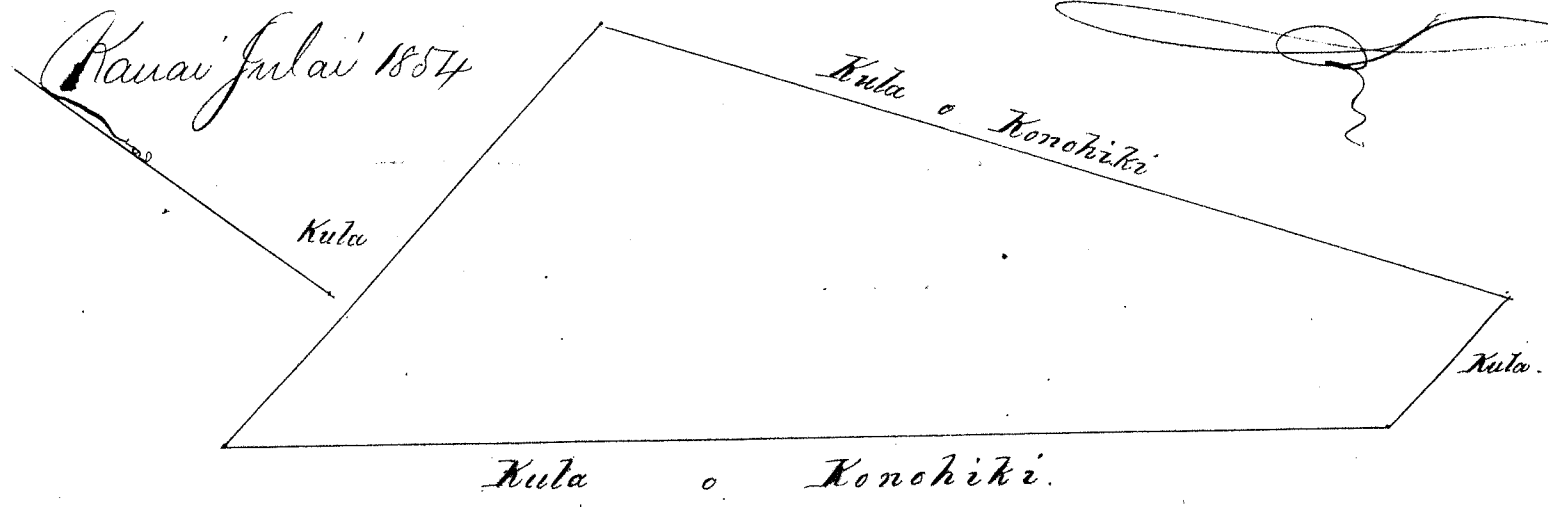 Kauai Julai 1854
Kula o Konohiki
Kula
Kula.
Kula o Konohiki.